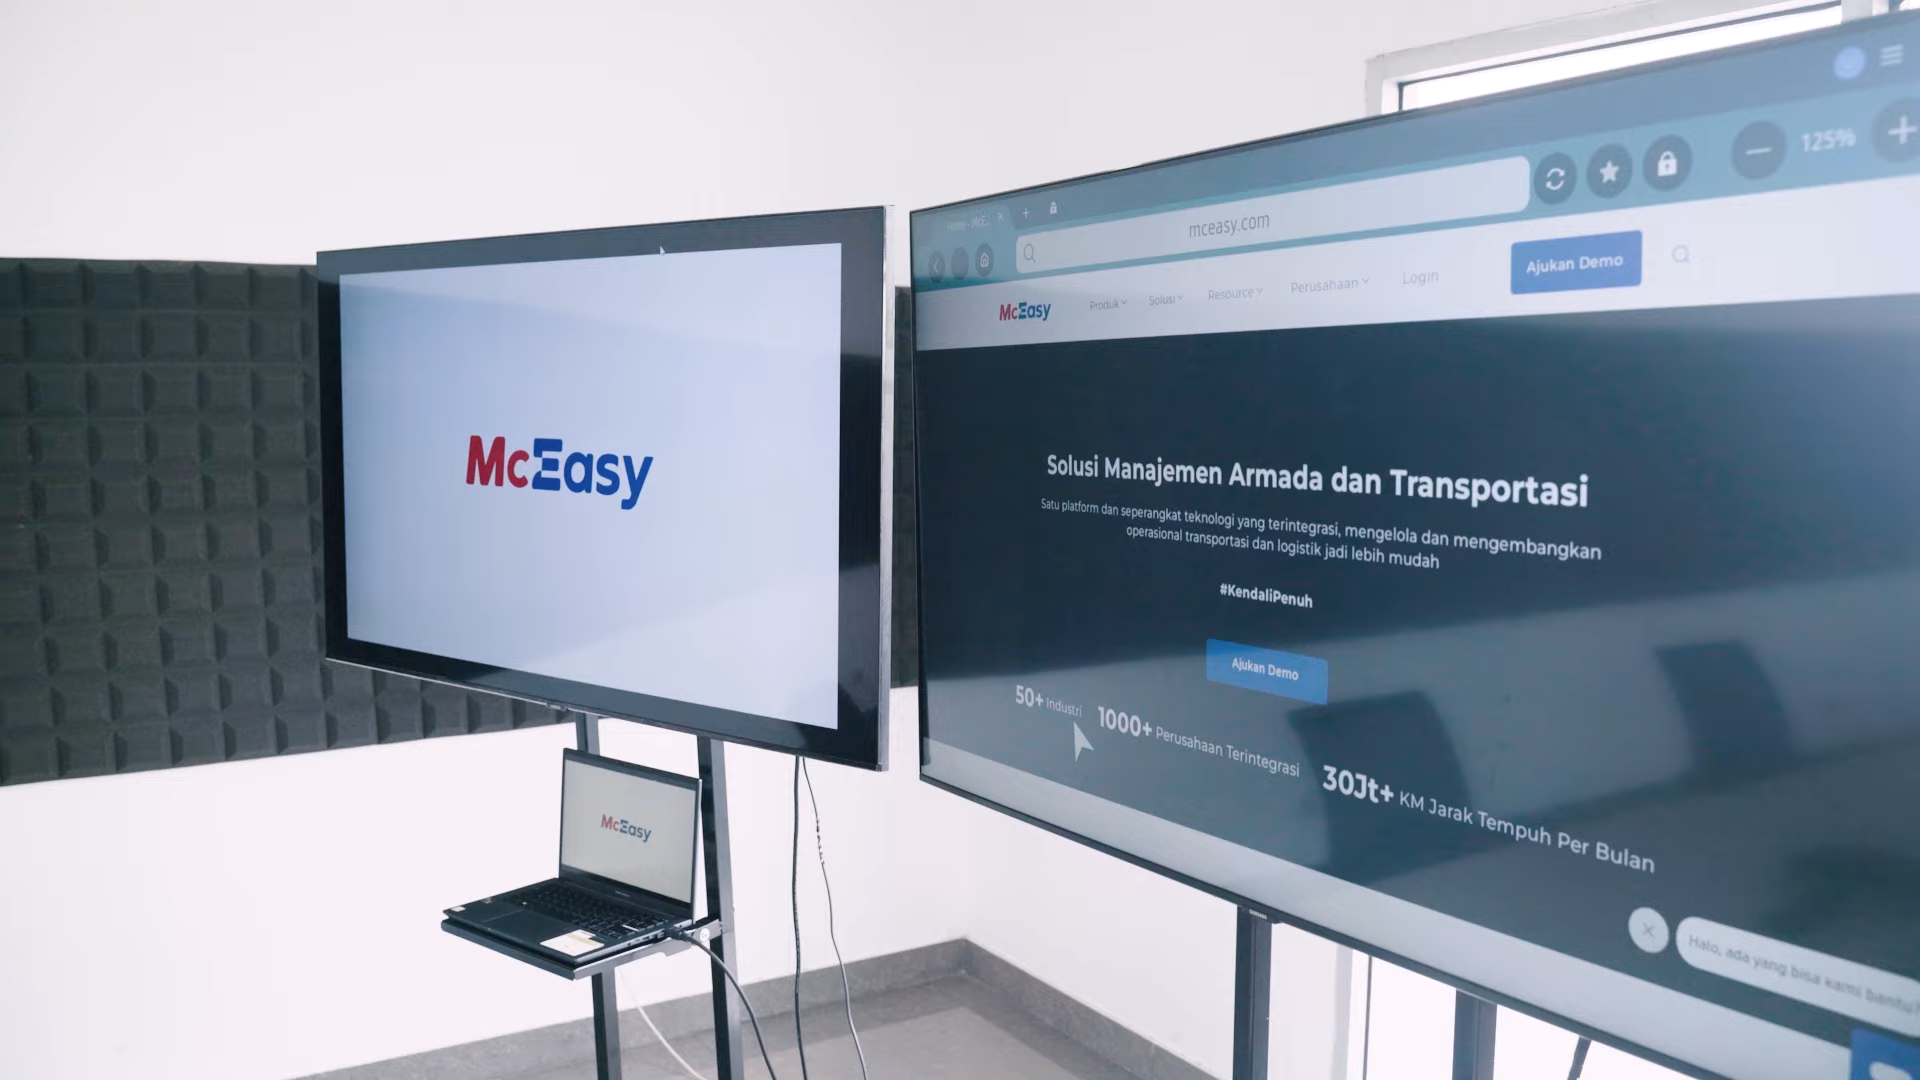 McEasy
McEasy
Home - McE...
mceasy.com
125%
McEasy
Produk
Solusi
Resource
Perusahaan
Login
Ajukan Demo
Solusi Manajemen Armada dan Transportasi
Satu platform dan seperangkat teknologi yang terintegrasi, mengelola dan mengembangkan
operasional transportasi dan logistik jadi lebih mudah
#KendaliPenuh
Ajukan Demo
50+ Industri
1000+ Perusahaan Terintegrasi
30Jt+ KM Jarak Tempuh Per Bulan
Halo, ada yang bisa kami bantu?